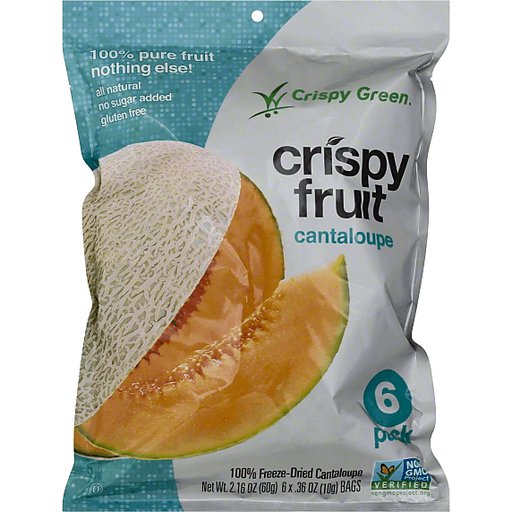 100% pure fruit
nothing else!
all natural
no sugar added
gluten free
Crispy Green.
crispy
fruit
cantaloupe
6
pack
100% Freeze-Dried Cantaloupe
Net Wt. 2.16 OZ (60g) 6 x .36 OZ (10g) BAGS
NON
GMO
Project
VERIFIED
nongmoproject.org